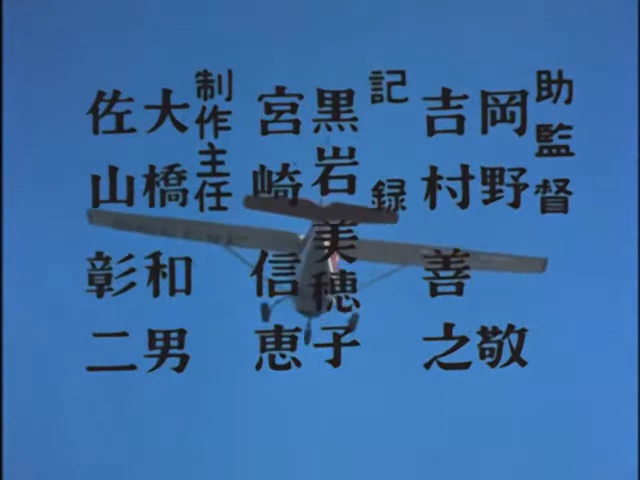 助監督
岡野敬
吉村善之
記録
黒岩美穂子
宮崎信恵
制作主任
大橋和男
佐山彰二